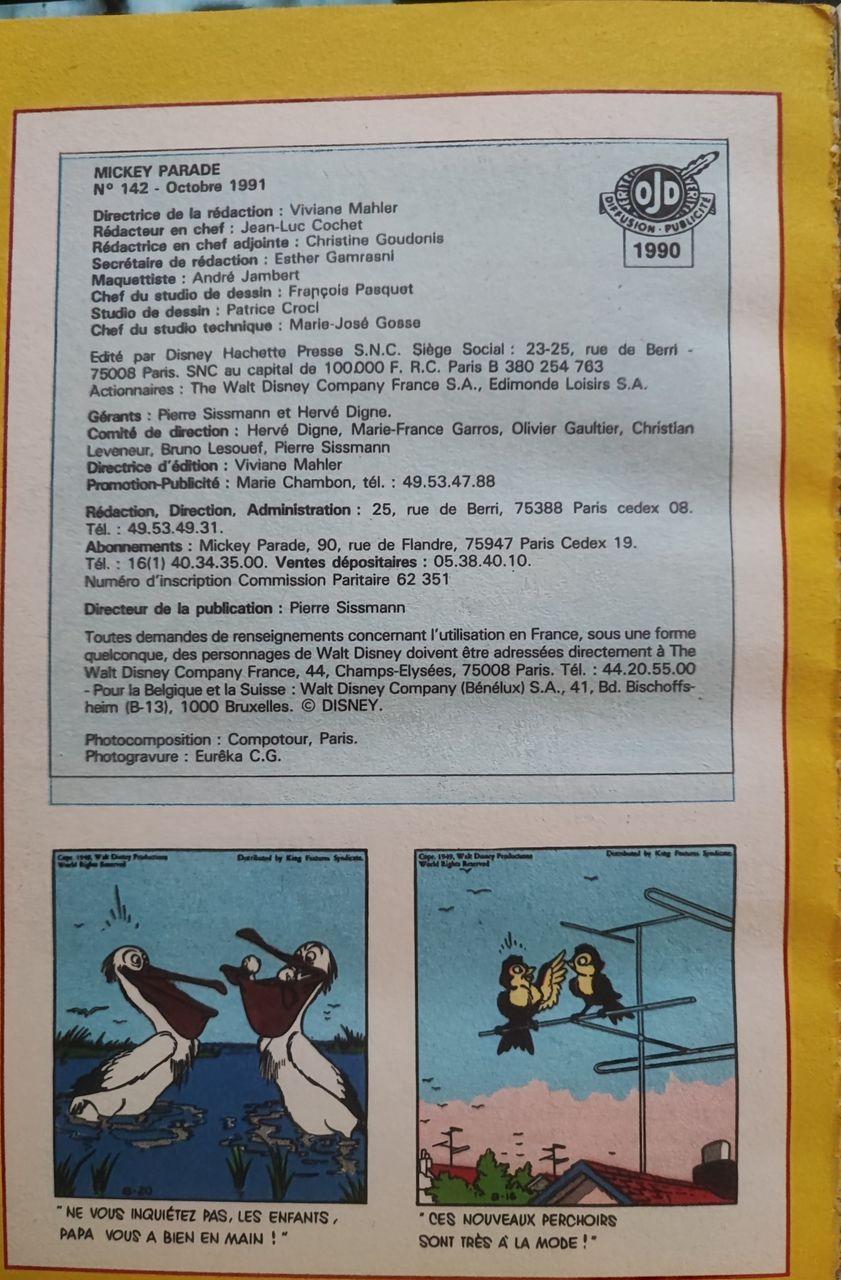 MICKEY PARADE
N° 142 - Octobre 1991
Directrice de la rédaction : Viviane Mahler
Rédacteur en chef : Jean-Luc Cochet
Rédactrice en chef adjointe : Christine Goudonis
Secrétaire de rédaction : Esther Gamrasni
Maquettiste : André Jambert
Chef du studio de dessin : François Pasquet
Studio de dessin : Patrice Croci
Chef du studio technique : Marie-José Gosse
VÉRITÉ
OJD
VÉRITÉ
DIFFUSION - PUBLICITÉ
1990
Edité par Disney Hachette Presse S.N.C. Siège Social : 23-25, rue de Berri -
75008 Paris. SNC au capital de 100.000 F. R.C. Paris B 380 254 763
Actionnaires : The Walt Disney Company France S.A., Edimonde Loisirs S.A.
Gérants : Pierre Sissmann et Hervé Digne.
Comité de direction : Hervé Digne, Marie-France Garros, Olivier Gaultier, Christian
Leveneur, Bruno Lesouef, Pierre Sissmann
Directrice d'édition : Viviane Mahler
Promotion-Publicité : Marie Chambon, tél. : 49.53.47.88
Rédaction, Direction, Administration : 25, rue de Berri, 75388 Paris cedex 08.
Tél. : 49.53.49.31.
Abonnements : Mickey Parade, 90, rue de Flandre, 75947 Paris Cedex 19.
Tél. : 16(1) 40.34.35.00. Ventes dépositaires : 05.38.40.10.
Numéro d'inscription Commission Paritaire 62 351
Directeur de la publication : Pierre Sissmann
Toutes demandes de renseignements concernant l'utilisation en France, sous une forme
quelconque, des personnages de Walt Disney doivent être adressées directement à The
Walt Disney Company France, 44, Champs-Elysées, 75008 Paris. Tél. : 44.20.55.00
- Pour la Belgique et la Suisse : Walt Disney Company (Bénélux) S.A., 41, Bd. Bischoffs-
heim (B-13), 1000 Bruxelles. © DISNEY.
Photocomposition : Compotour, Paris.
Photogravure : Eurêka C.G.
Copr. 1949, Walt Disney Productions
World Rights Reserved
Distributed by King Features Syndicate.
8-20
"NE VOUS INQUIÉTEZ PAS, LES ENFANTS,
PAPA VOUS A BIEN EN MAIN !"
Copr. 1949, Walt Disney Productions
World Rights Reserved
Distributed by King Features Syndicate.
8-16
"CES NOUVEAUX PERCHOIRS
SONT TRÈS À LA MODE !"